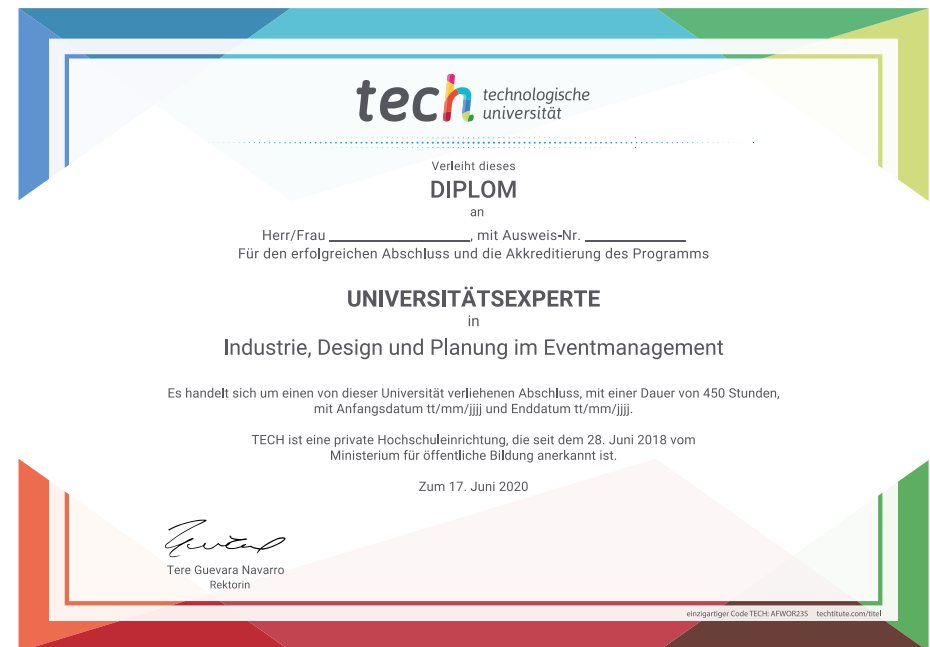 tech technologische
universität
Verleiht dieses
DIPLOM
an
Herr/Frau ____________________, mit Ausweis-Nr. ______________
Für den erfolgreichen Abschluss und die Akkreditierung des Programms
UNIVERSITÄTSEXPERTE
in
Industrie, Design und Planung im Eventmanagement
Es handelt sich um einen von dieser Universität verliehenen Abschluss, mit einer Dauer von 450 Stunden,
mit Anfangsdatum tt/mm/jjjj und Enddatum tt/mm/jjjj.
TECH ist eine private Hochschuleinrichtung, die seit dem 28. Juni 2018 vom
Ministerium für öffentliche Bildung anerkannt ist.
Zum 17. Juni 2020
Tere Guevara Navarro
Rektorin
einzigartiger Code TECH: AFWOR23S techtitute.com/titel